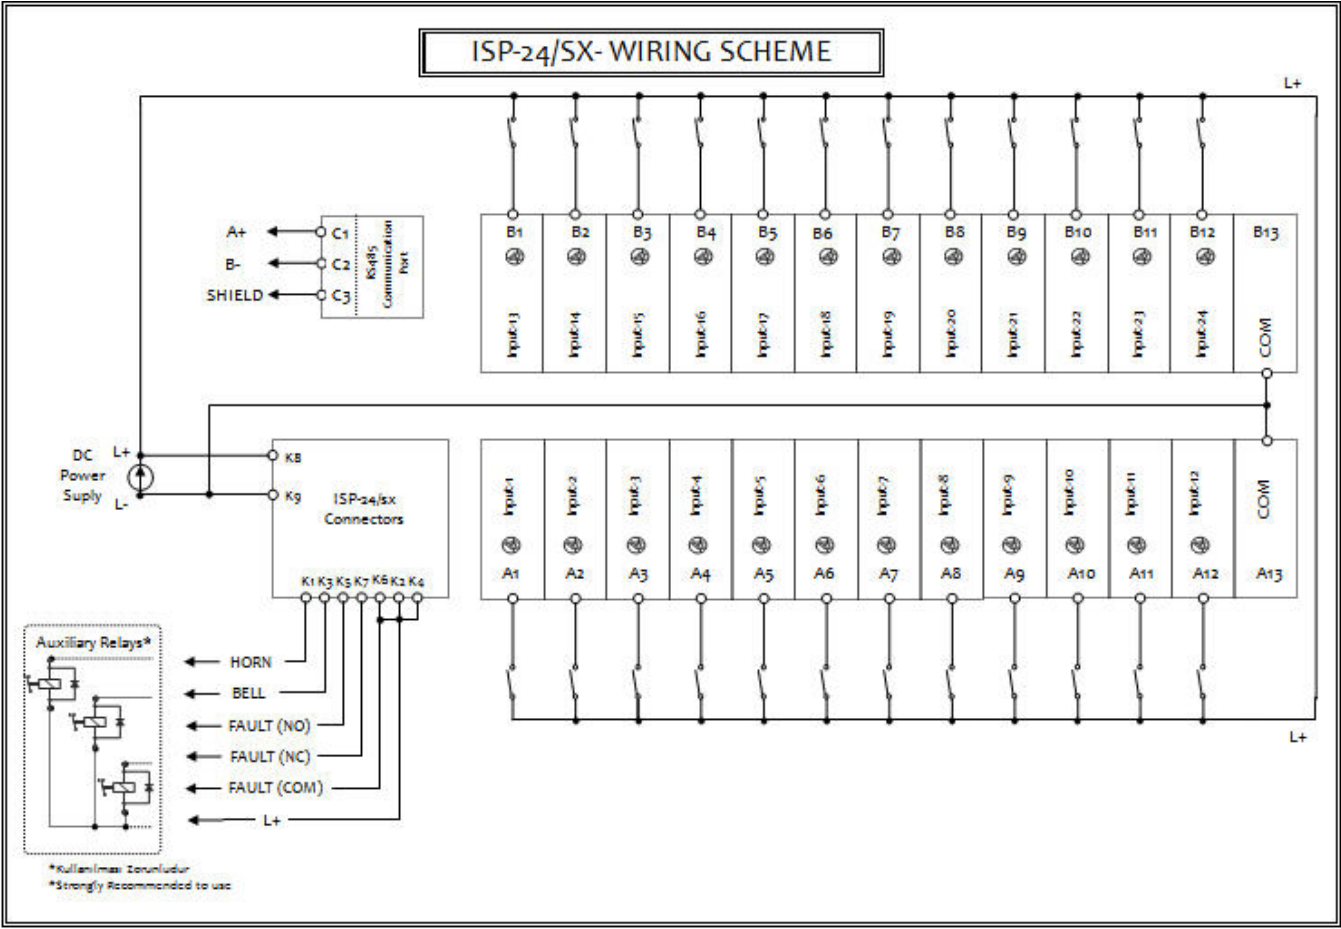 ISP-24/SX- WIRING SCHEME
L+
A+
B-
SHIELD
C1
C2
C3
RS485
Communication
Port
B1 B2 B3 B4 B5 B6 B7 B8 B9 B10 B11 B12 B13
Input-13 Input-14 Input-15 Input-16 Input-17 Input-18 Input-19 Input-20 Input-21 Input-22 Input-23 Input-24 COM
DC
Power
Suply
L+
L-
K8
K9
ISP-24/sx
Connectors
K1 K3 K5 K7 K6 K2 K4
Input-1 Input-2 Input-3 Input-4 Input-5 Input-6 Input-7 Input-8 Input-9 Input-10 Input-11 Input-12 COM
A1 A2 A3 A4 A5 A6 A7 A8 A9 A10 A11 A12 A13
Auxiliary Relays*
HORN
BELL
FAULT (NO)
FAULT (NC)
FAULT (COM)
L+
L+
*Kullanılması Zorunludur
*Strongly Recommended to use